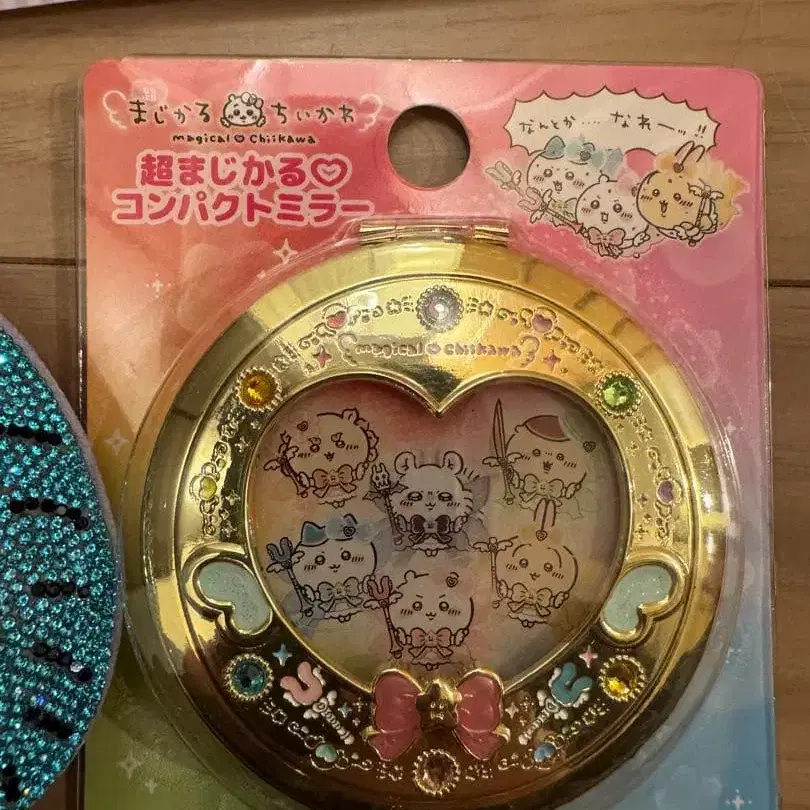 まじかる ちいかわ
magical♡Chiikawa
超まじかる♡
コンパクトミラー
なんとか....なれーッ!!
magical♡Chiikawa